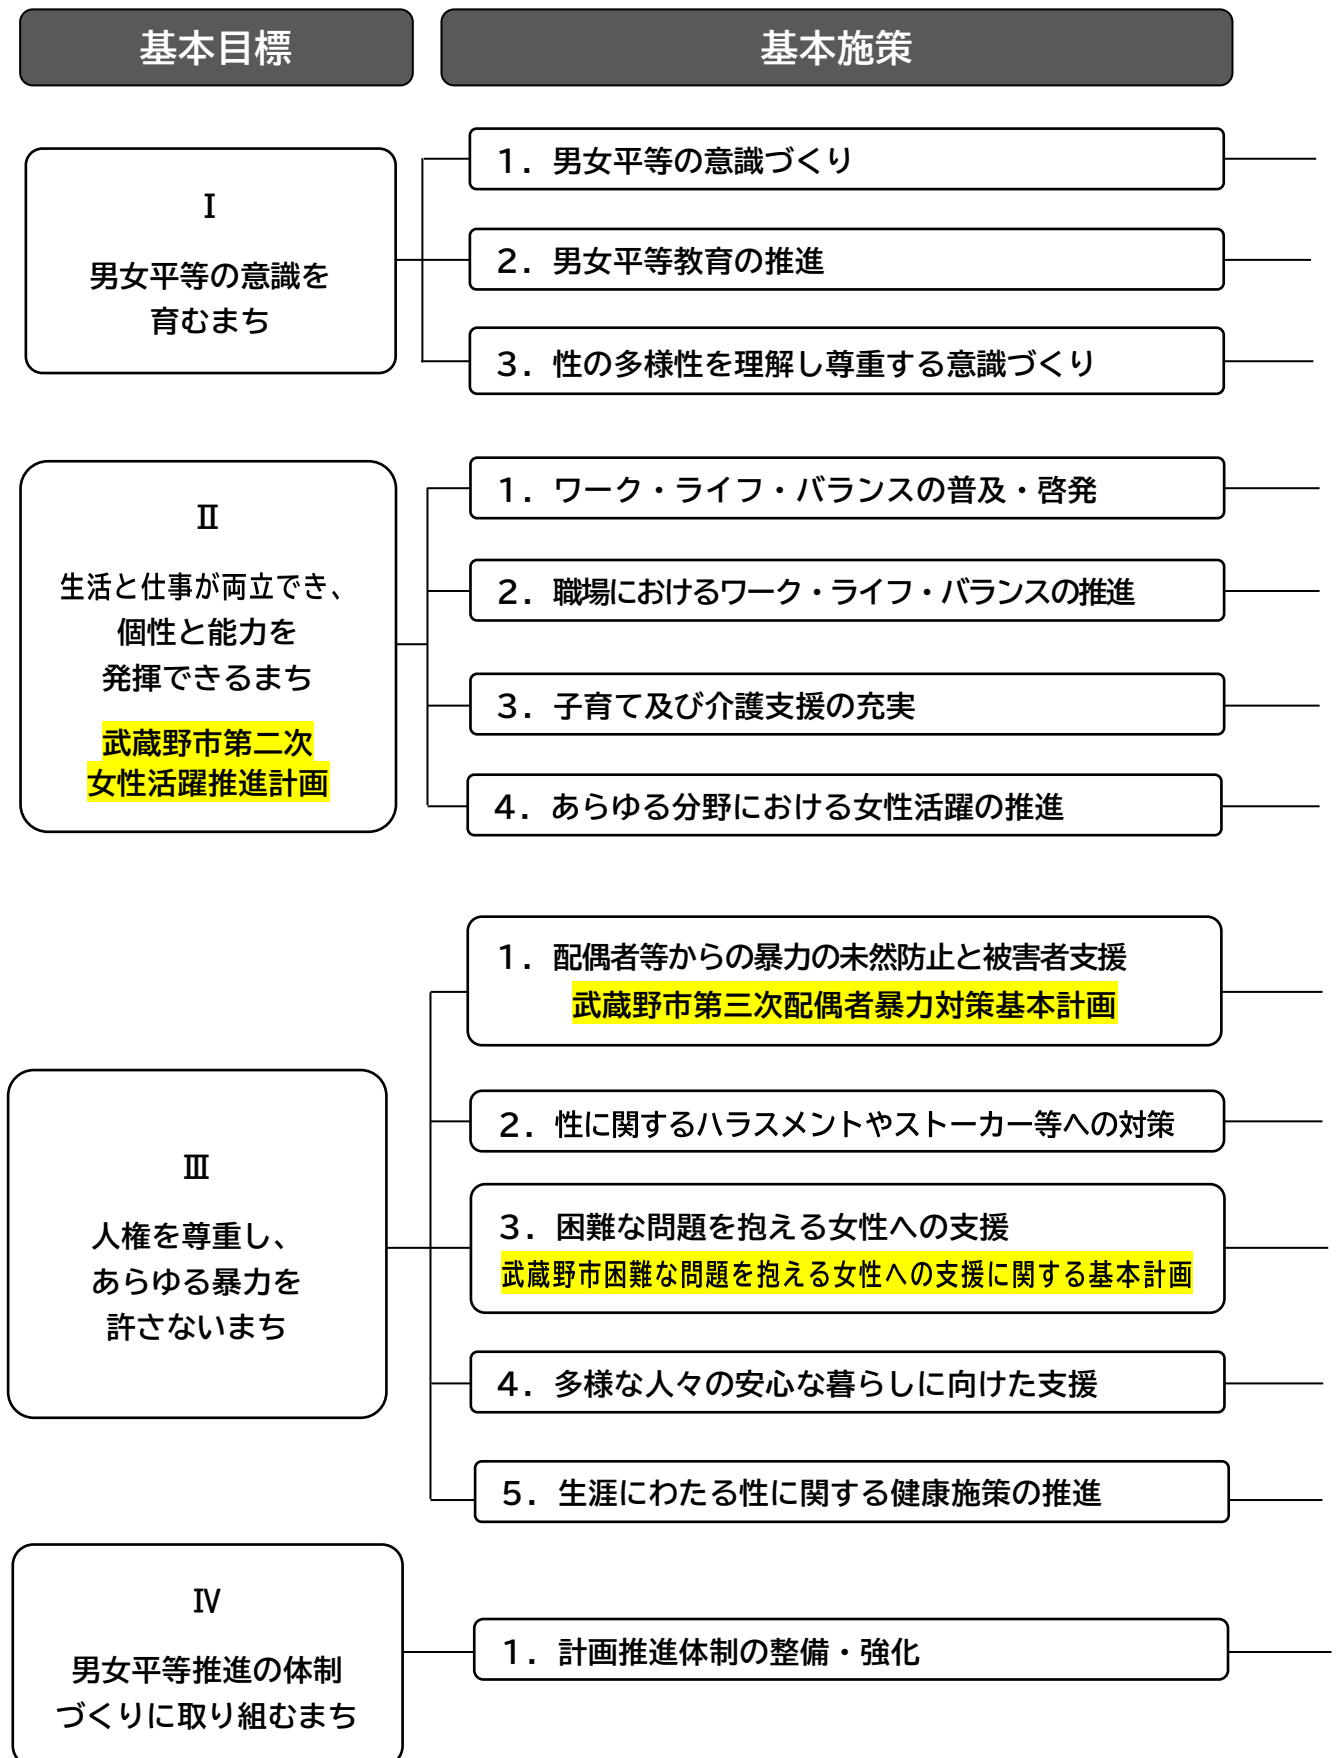 基本目標
基本施策
Ⅰ
男女平等の意識を
育むまち
1．男女平等の意識づくり
2．男女平等教育の推進
3．性の多様性を理解し尊重する意識づくり
Ⅱ
生活と仕事が両立でき、
個性と能力を
発揮できるまち
武蔵野市第二次
女性活躍推進計画
1．ワーク・ライフ・バランスの普及・啓発
2．職場におけるワーク・ライフ・バランスの推進
3．子育て及び介護支援の充実
4．あらゆる分野における女性活躍の推進
Ⅲ
人権を尊重し、
あらゆる暴力を
許さないまち
1．配偶者等からの暴力の未然防止と被害者支援
武蔵野市第三次配偶者暴力対策基本計画
2．性に関するハラスメントやストーカー等への対策
3．困難な問題を抱える女性への支援
武蔵野市困難な問題を抱える女性への支援に関する基本計画
4．多様な人々の安心な暮らしに向けた支援
5．生涯にわたる性に関する健康施策の推進
Ⅳ
男女平等推進の体制
づくりに取り組むまち
1．計画推進体制の整備・強化